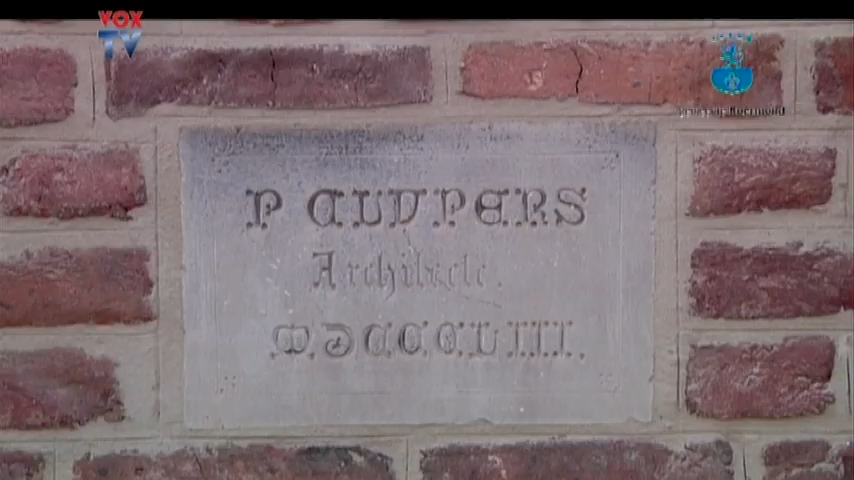 VOX
TV
P CUYPERS
Architecte.
MDCCCLIII.